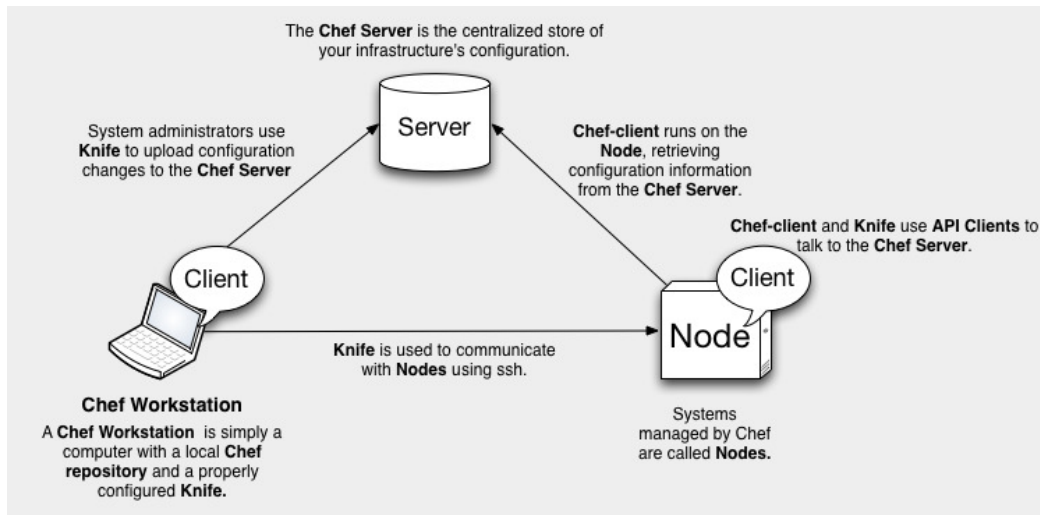 The Chef Server is the centralized store of
your infrastructure's configuration.
Server
System administrators use
Knife to upload configuration
changes to the Chef Server
Chef-client runs on the
Node, retrieving
configuration information
from the Chef Server.
Chef-client and Knife use API Clients to
talk to the Chef Server.
Client
Client
Node
Knife is used to communicate
with Nodes using ssh.
Chef Workstation
A Chef Workstation is simply a
computer with a local Chef
repository and a properly
configured Knife.
Systems
managed by Chef
are called Nodes.